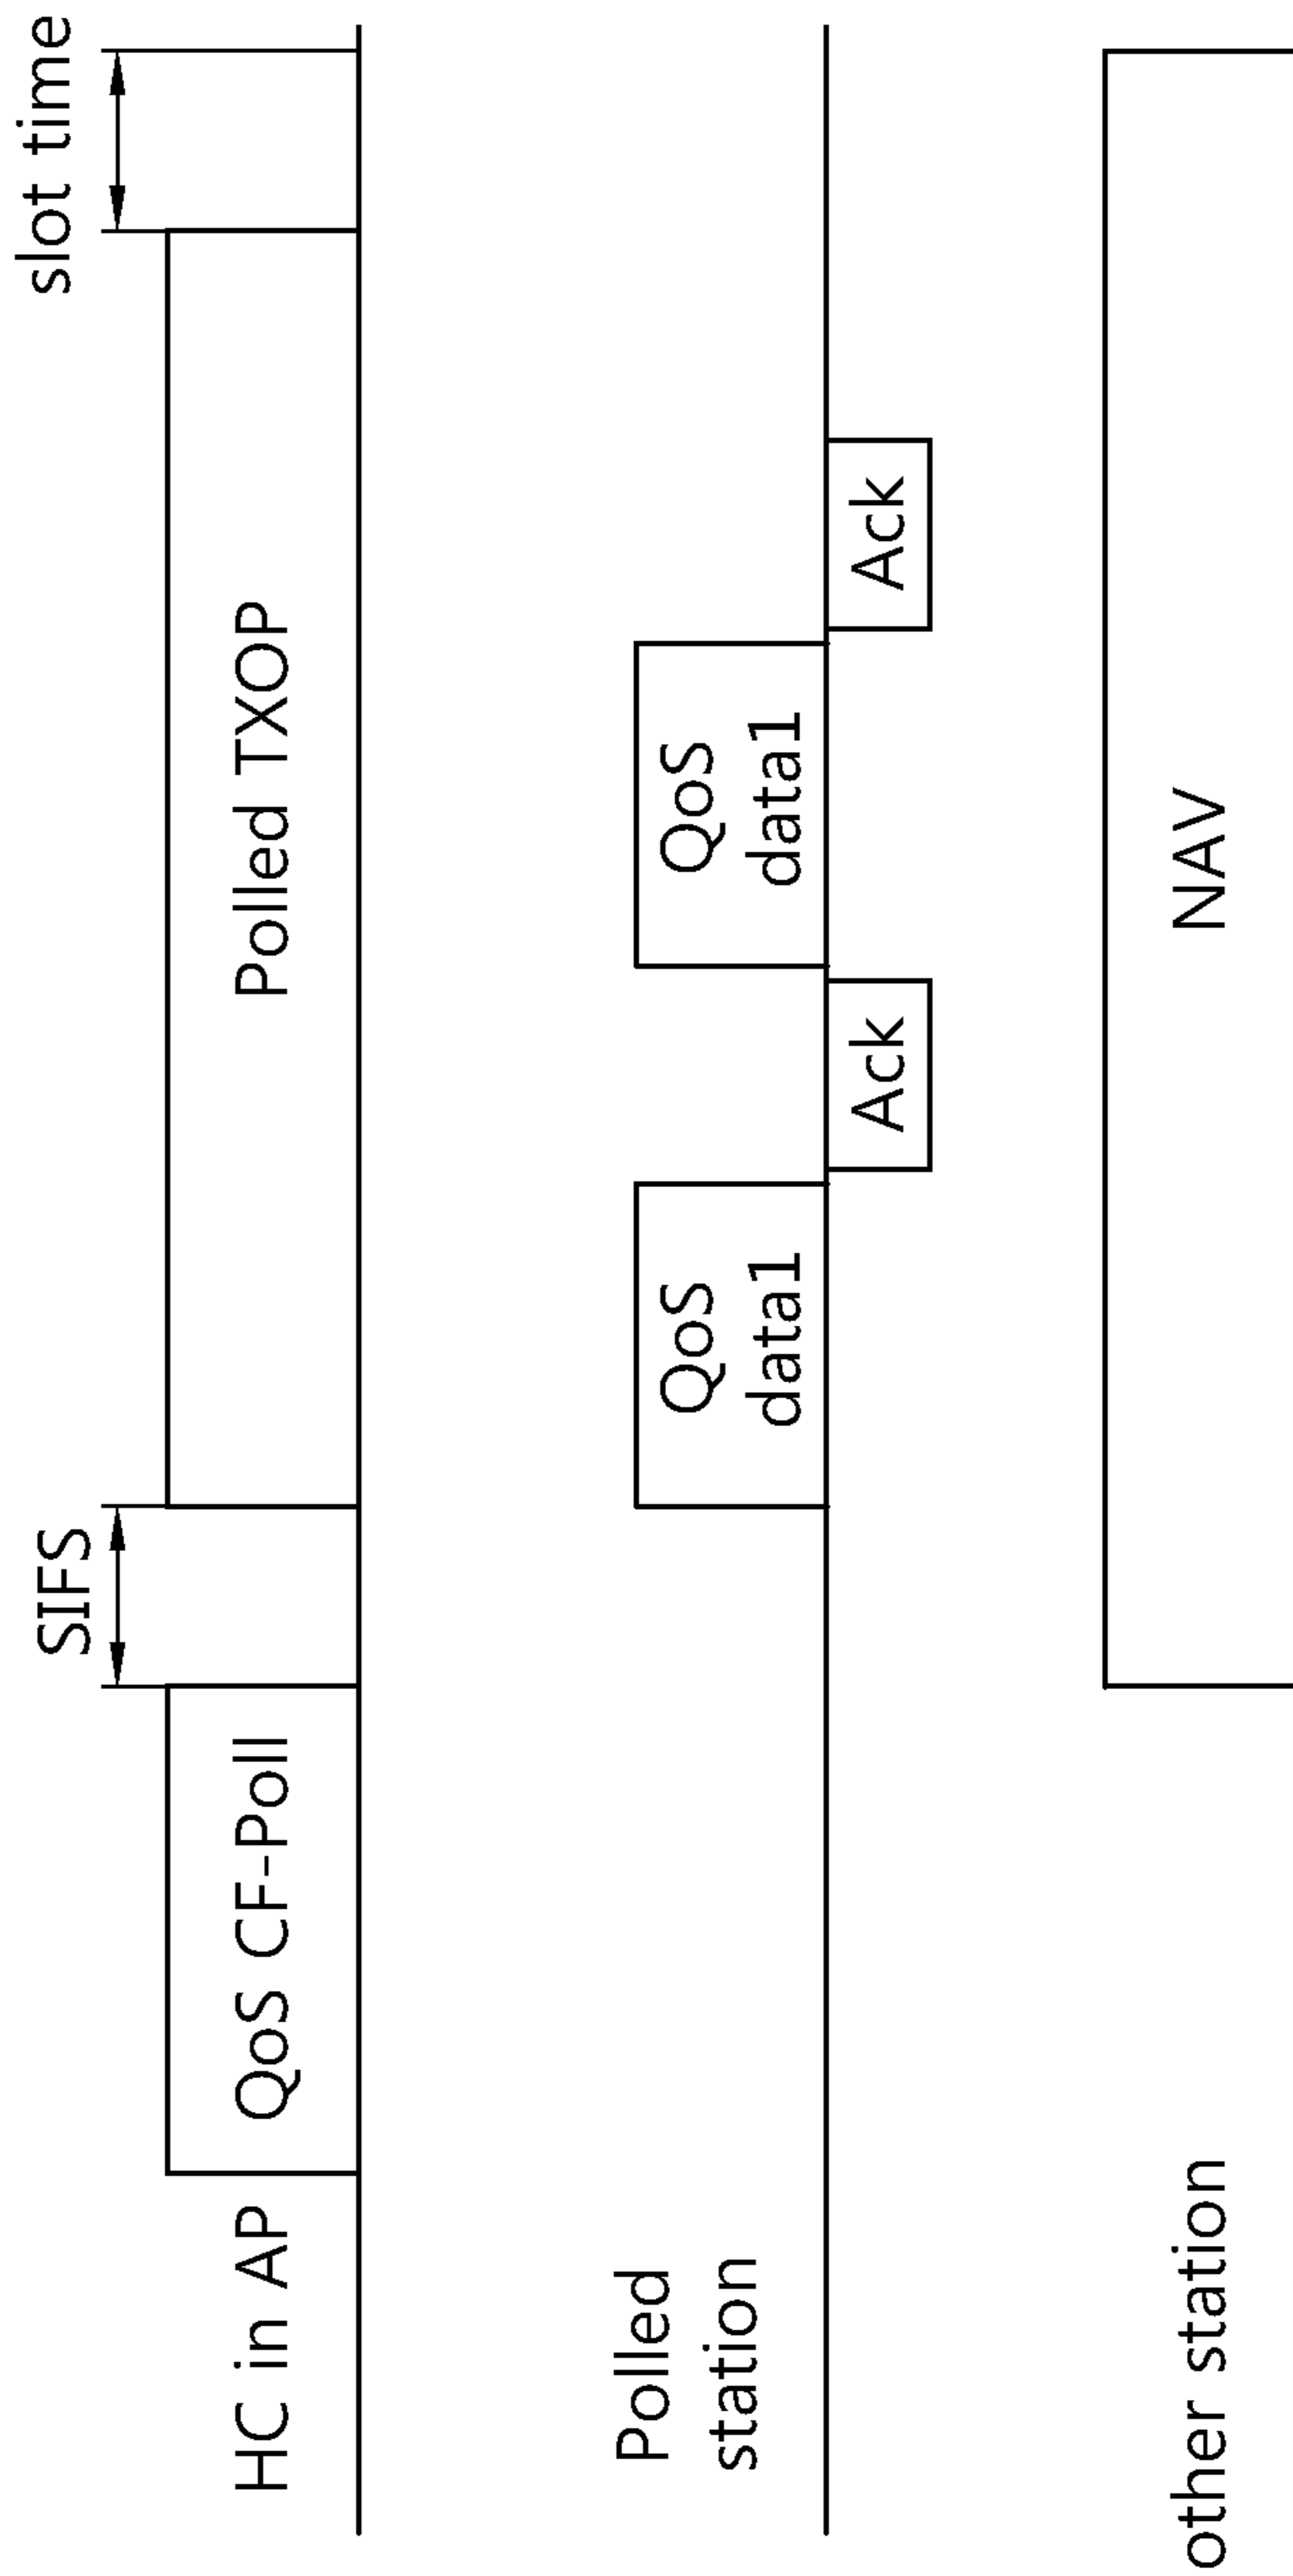 slot time
SIFS
HC in AP
QoS CF-Poll
Polled TXOP
Polled
station
QoS
data1
QoS
data1
Ack
Ack
other station
NAV